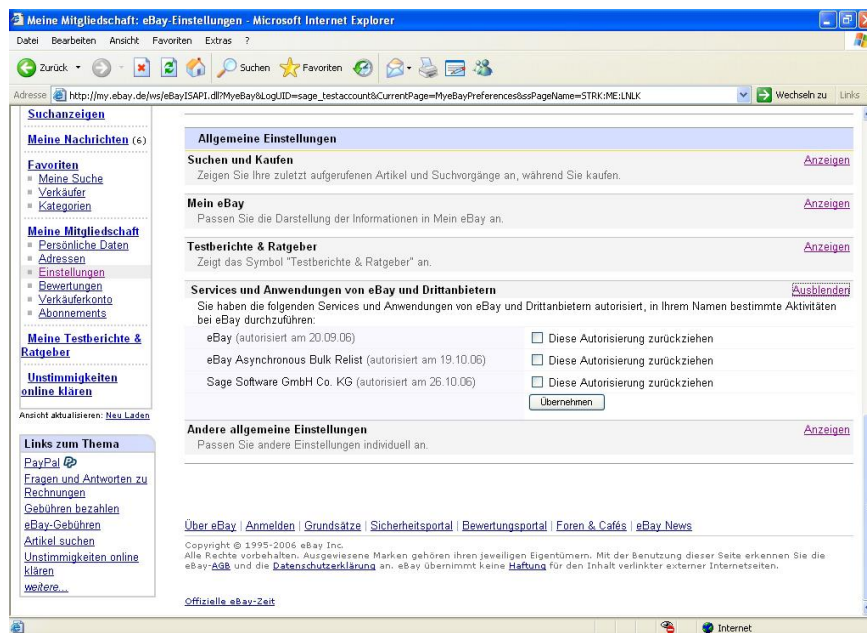 Meine Mitgliedschaft: eBay-Einstellungen - Microsoft Internet Explorer
Datei Bearbeiten Ansicht Favoriten Extras ?
Zurück Suchen Favoriten
Adresse http://my.ebay.de/ws/eBayISAPI.dll?MyeBay&LogUID=sage_testaccount&CurrentPage=MyeBayPreferences&ssPageName=STRK:ME:LNLK Wechseln zu Links
Suchanzeigen
Meine Nachrichten (6)
Favoriten
Meine Suche
Verkäufer
Kategorien
Meine Mitgliedschaft
Persönliche Daten
Adressen
Einstellungen
Bewertungen
Verkäuferkonto
Abonnements
Meine Testberichte &
Ratgeber
Unstimmigkeiten
online klären
Ansicht aktualisieren: Neu Laden
Links zum Thema
PayPal
Fragen und Antworten zu
Rechnungen
Gebühren bezahlen
eBay-Gebühren
Artikel suchen
Unstimmigkeiten online
klären
weitere...
Allgemeine Einstellungen
Suchen und Kaufen Anzeigen
Zeigen Sie Ihre zuletzt aufgerufenen Artikel und Suchvorgänge an, während Sie kaufen.
Mein eBay Anzeigen
Passen Sie die Darstellung der Informationen in Mein eBay an.
Testberichte & Ratgeber Anzeigen
Zeigt das Symbol "Testberichte & Ratgeber" an.
Services und Anwendungen von eBay und Drittanbietern Ausblenden
Sie haben die folgenden Services und Anwendungen von eBay und Drittanbietern autorisiert, in Ihrem Namen bestimmte Aktivitäten
bei eBay durchzuführen:
eBay (autorisiert am 20.09.06) Diese Autorisierung zurückziehen
eBay Asynchronous Bulk Relist (autorisiert am 19.10.06) Diese Autorisierung zurückziehen
Sage Software GmbH Co. KG (autorisiert am 26.10.06) Diese Autorisierung zurückziehen
Übernehmen
Andere allgemeine Einstellungen Anzeigen
Passen Sie andere Einstellungen individuell an.
Über eBay | Anmelden | Grundsätze | Sicherheitsportal | Bewertungsportal | Foren & Cafés | eBay News
Copyright © 1995-2006 eBay Inc.
Alle Rechte vorbehalten. Ausgewiesene Marken gehören ihren jeweiligen Eigentümern. Mit der Benutzung dieser Seite erkennen Sie die
eBay-AGB und die Datenschutzerklärung an. eBay übernimmt keine Haftung für den Inhalt verlinkter externer Internetseiten.
Offizielle eBay-Zeit
Internet